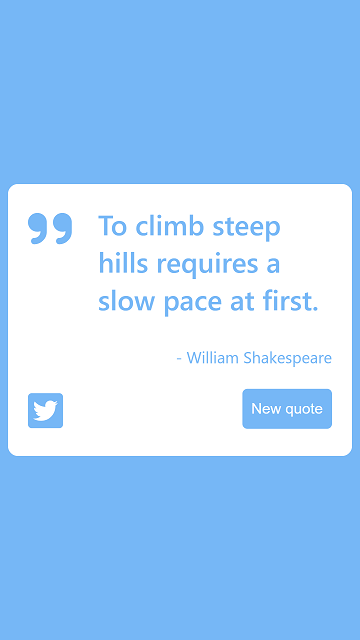 To climb steep
hills requires a
slow pace at first.
- William Shakespeare
New quote